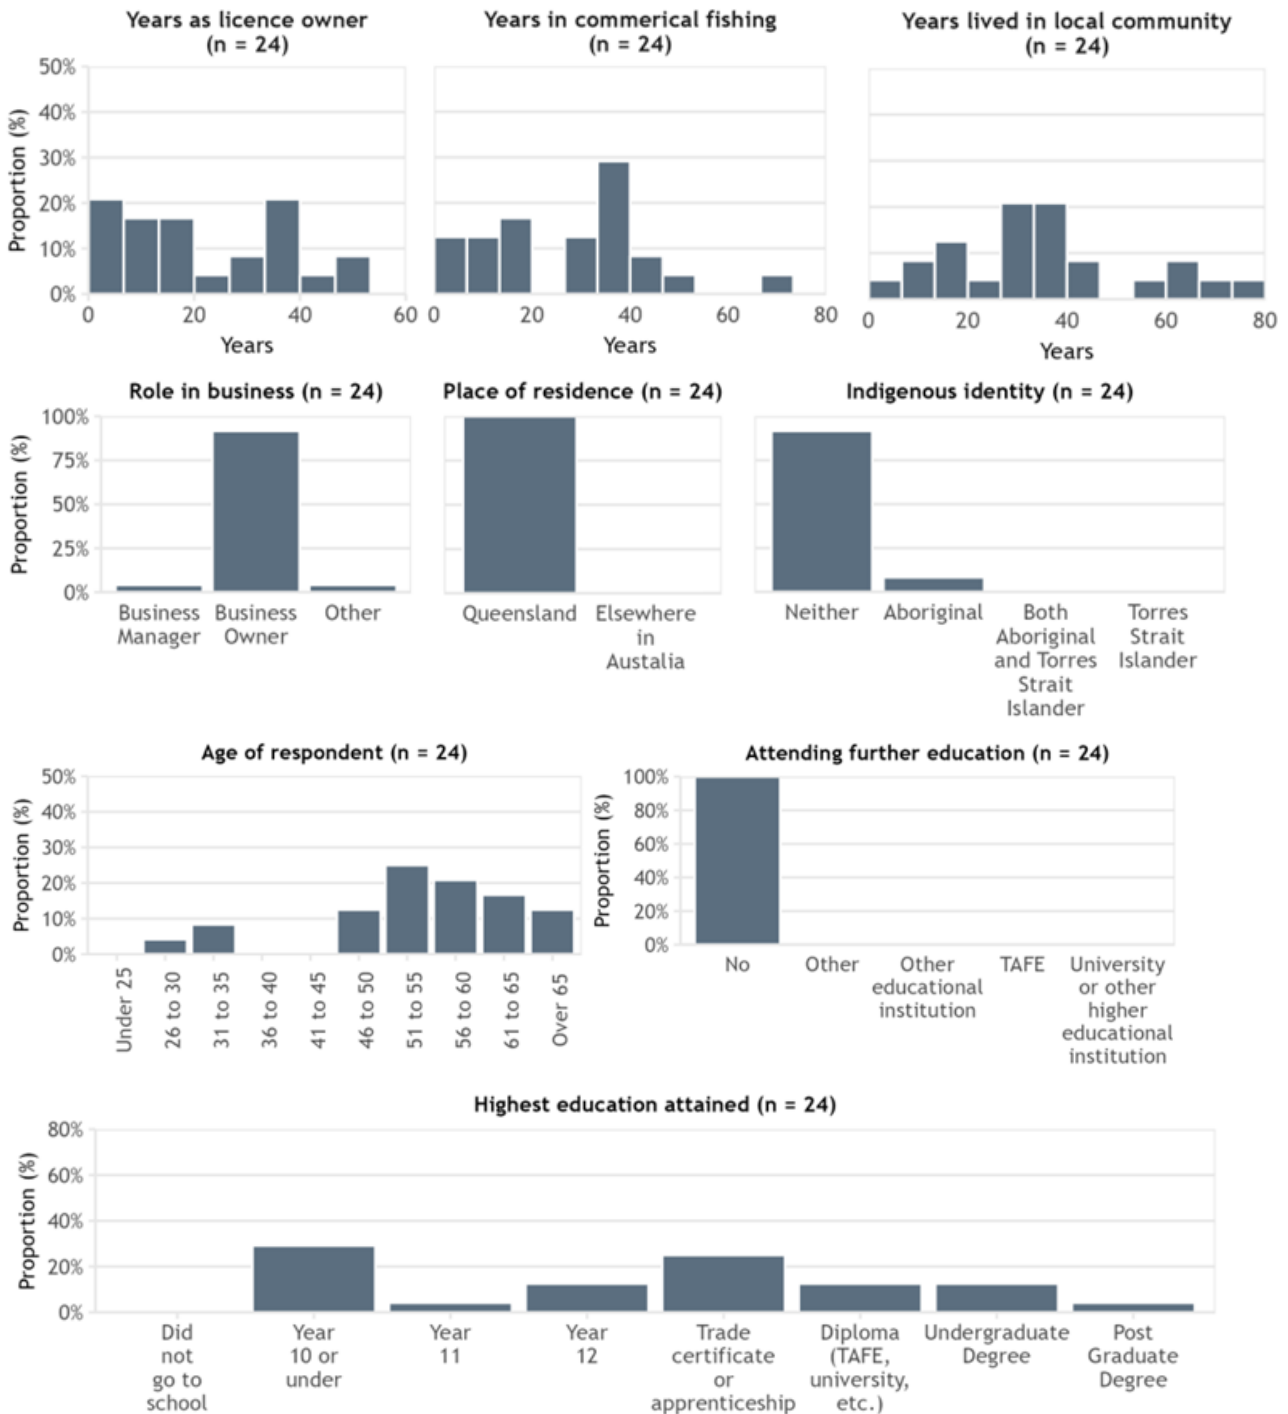 Years as licence owner
(n = 24)
Years in commerical fishing
(n = 24)
Years lived in local community
(n = 24)
Proportion (%)
50%
40%
30%
20%
10%
0%
0 20 40 60
Years
0 20 40 60 80
Years
0 20 40 60 80
Years
Role in business (n = 24)
Proportion (%)
100%
75%
50%
25%
0%
Business
Manager
Business
Owner
Other
Place of residence (n = 24)
Queensland
Elsewhere
in
Austalia
Indigenous identity (n = 24)
Neither
Aboriginal
Both
Aboriginal
and Torres
Strait
Islander
Torres
Strait
Islander
Age of respondent (n = 24)
Proportion (%)
50%
40%
30%
20%
10%
0%
Under 25
26 to 30
31 to 35
36 to 40
41 to 45
46 to 50
51 to 55
56 to 60
61 to 65
Over 65
Attending further education (n = 24)
Proportion (%)
100%
80%
60%
40%
20%
0%
No
Other
Other
educational
institution
TAFE
University
or other
higher
educational
institution
Highest education attained (n = 24)
Proportion (%)
80%
60%
40%
20%
0%
Did
not
go to
school
Year
10 or
under
Year
11
Year
12
Trade
certificate
or
apprenticeship
Diploma
(TAFE,
university,
etc.)
Undergraduate
Degree
Post
Graduate
Degree